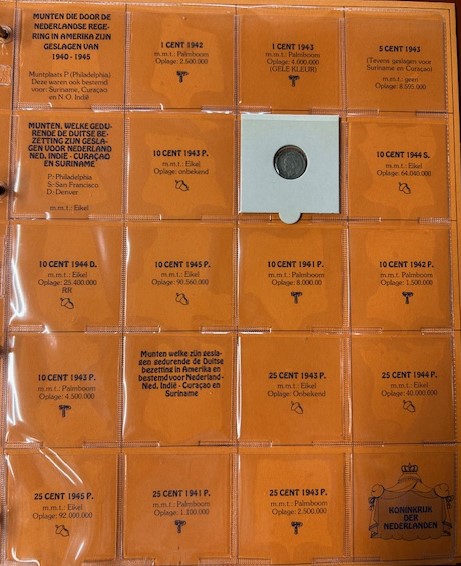 MUNTEN DIE DOOR DE
NEDERLANDSE REGE-
RING IN AMERIKA ZIJN
GESLAGEN VAN
1940 - 1945
Muntplaats P (Philadelphia)
Deze waren ook bestemd
voor: Suriname, Curaçao
en N.O. Indië
1 CENT 1942
m.m.t.: Palmboom
Oplage: 2.500.000
1 CENT 1943
m.m.t.: Palmboom
Oplage: 4.000.000
(GELE KLEUR)
5 CENT 1943
(Tevens geslagen voor
Suriname en Curaçao)
m.m.t.: geen
Oplage: 8.595.000
MUNTEN, WELKE GEDU-
RENDE DE DUITSE BE-
ZETTING ZIJN GESLA-
GEN VOOR NEDERLAND
NED. INDIË - CURAÇAO
EN SURINAME
P.- Philadelphia
S.- San Francisco
D.- Denver
m.m.t.: Eikel
10 CENT 1943 P.
m.m.t.: Eikel
Oplage: onbekend
10 CENT 1944 S.
m.m.t.: Eikel
Oplage: 64.040.000
10 CENT 1944 D.
m.m.t.: Eikel
Oplage: 25.400.000
RR
10 CENT 1945 P.
m.m.t.: Eikel
Oplage: 90.560.000
10 CENT 1941 P.
m.m.t.: Palmboom
Oplage: 8.000.00
10 CENT 1942 P.
m.m.t.: Palmboom
Oplage: 1.500.000
10 CENT 1943 P.
m.m.t.: Palmboom
Oplage: 4.500.000
Munten welke zijn gesla-
gen gedurende de Duitse
bezetting in Amerika en
bestemd voor Nederland-
Ned. Indië - Curaçao en
Suriname
25 CENT 1943 P.
m.m.t.: Eikel
Oplage: Onbekend
25 CENT 1944 P.
m.m.t.: Eikel
Oplage: 40.000.000
25 CENT 1945 P.
m.m.t.: Eikel
Oplage: 92.000.000
25 CENT 1941 P.
m.m.t.: Palmboom
Oplage: 1.100.000
25 CENT 1943 P.
m.m.t.: Palmboom
Oplage: 2.500.000
KONINKRIJK
DER
NEDERLANDEN